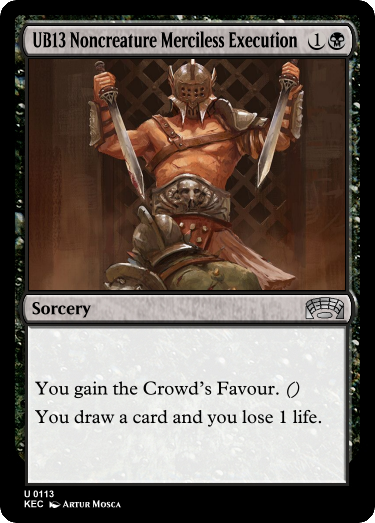 UB13 Noncreature Merciless Execution 1
Sorcery
You gain the Crowd's Favour. ()
You draw a card and you lose 1 life.
U 0113
KEC Artur Mosca